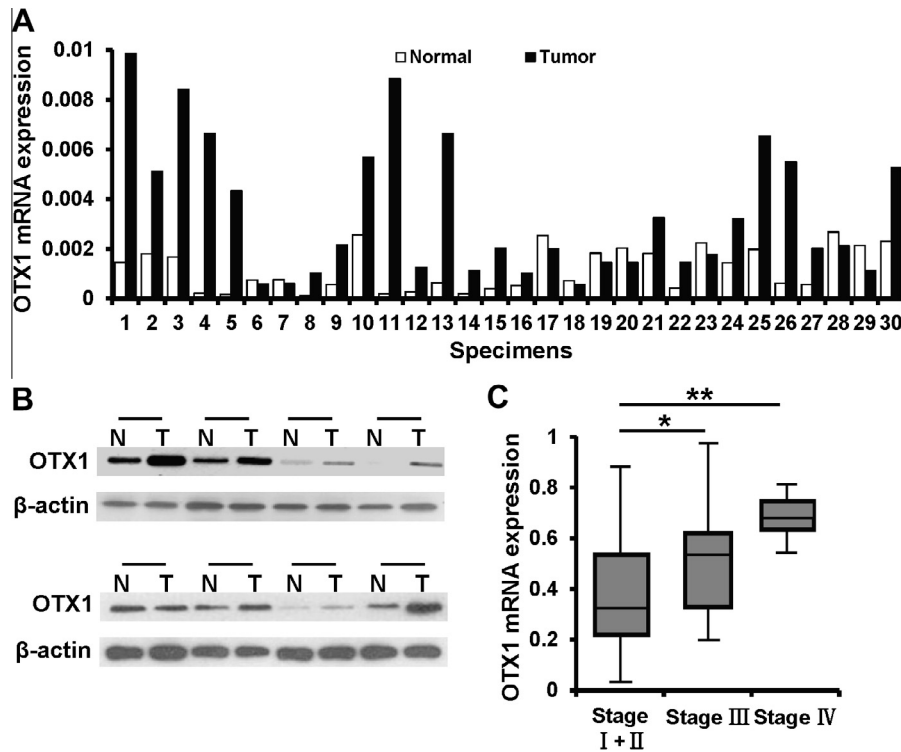 A
OTX1 mRNA expression
0.01
0.008
0.006
0.004
0.002
0
Normal Tumor
1 2 3 4 5 6 7 8 9 10 11 12 13 14 15 16 17 18 19 20 21 22 23 24 25 26 27 28 29 30
Specimens
B
N T N T N T N T
OTX1
β-actin
N T N T N T N T
OTX1
β-actin
C
OTX1 mRNA expression
**
*
1
0.8
0.6
0.4
0.2
0
Stage I + II Stage III Stage IV